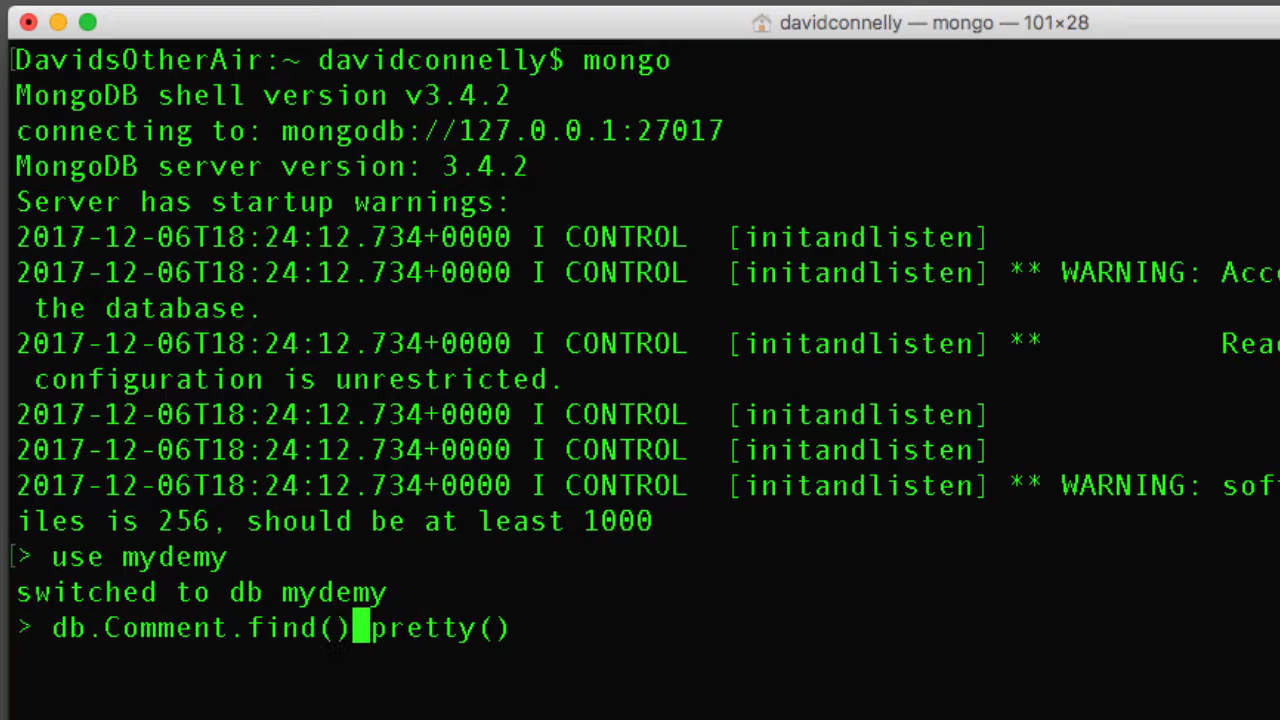 davidconnelly — mongo — 101×28
[DavidsOtherAir:~ davidconnelly$ mongo
MongoDB shell version v3.4.2
connecting to: mongodb://127.0.0.1:27017
MongoDB server version: 3.4.2
Server has startup warnings:
2017-12-06T18:24:12.734+0000 I CONTROL  [initandlisten]
2017-12-06T18:24:12.734+0000 I CONTROL  [initandlisten] ** WARNING:
the database.
2017-12-06T18:24:12.734+0000 I CONTROL  [initandlisten] **
configuration is unrestricted.
2017-12-06T18:24:12.734+0000 I CONTROL  [initandlisten]
2017-12-06T18:24:12.734+0000 I CONTROL  [initandlisten]
2017-12-06T18:24:12.734+0000 I CONTROL  [initandlisten] ** WARNING:
iles is 256, should be at least 1000
[> use mydemy
switched to db mydemy
> db.Comment.find() pretty()